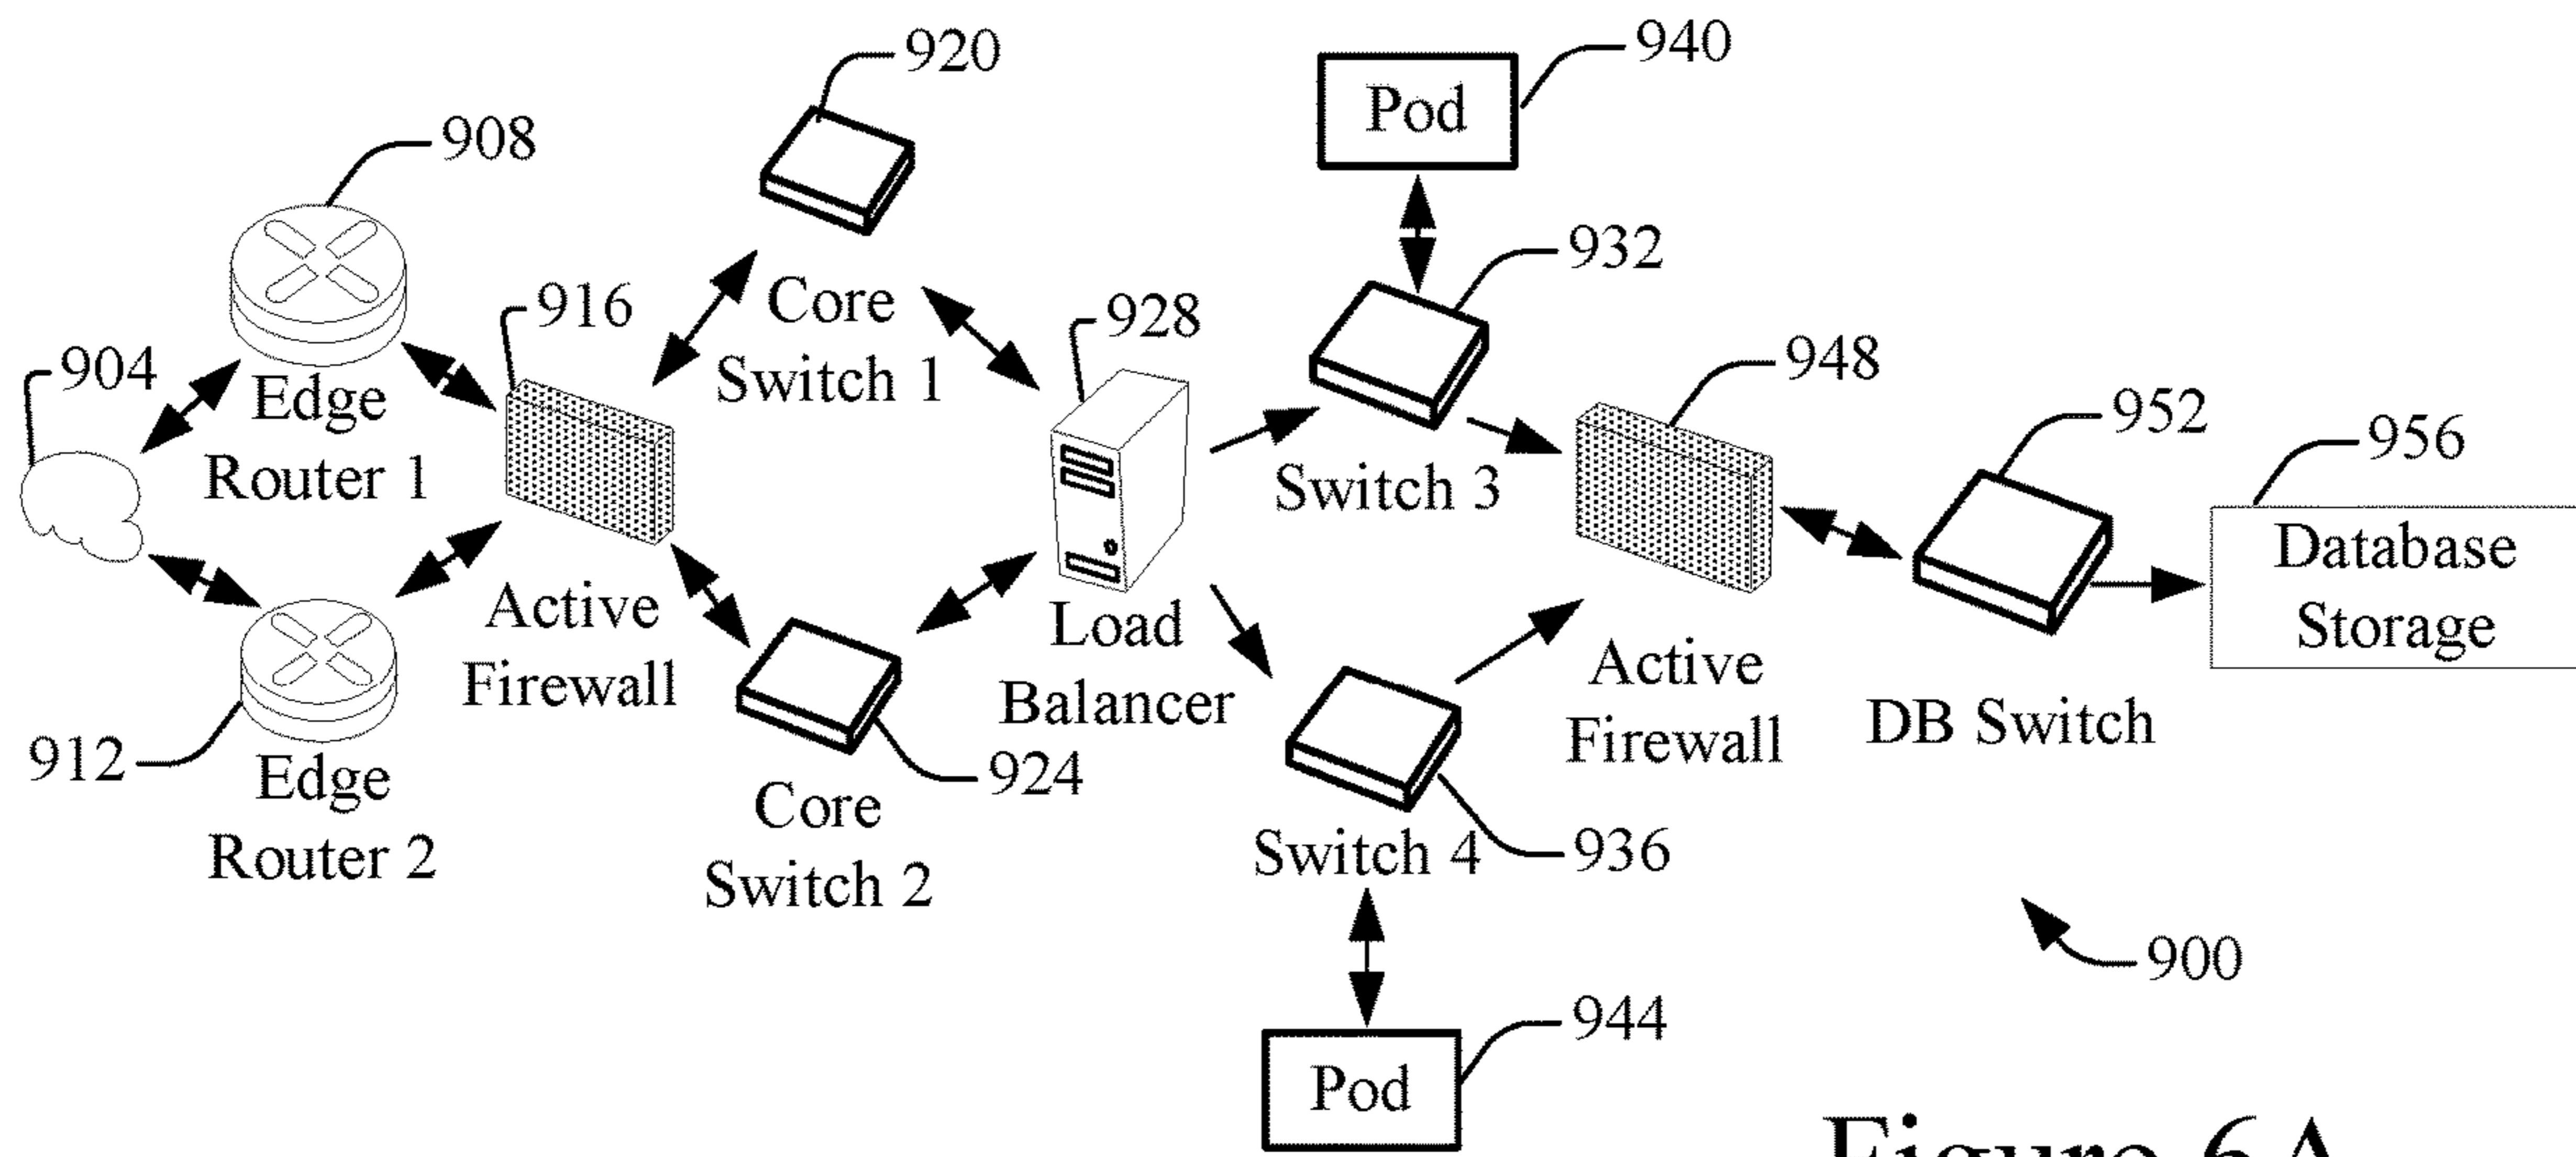 920
940
Pod
908
932
Core
Switch 1
916
928
948
904
Edge
Router 1
952
956
Switch 3
Database
Storage
Active
Firewall
Load
Balancer
Active
Firewall
DB Switch
912
Edge
Router 2
924
Core
Switch 2
Switch 4
936
900
944
Pod
Figure 6A